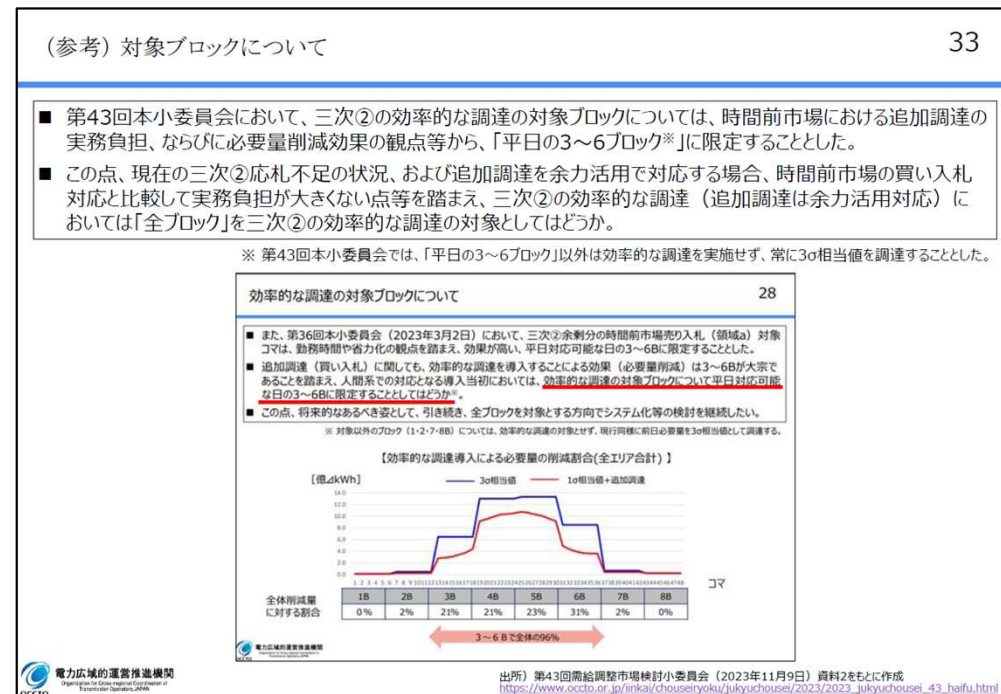 (参考) 対象ブロックについて
33
■ 第43回本小委員会において、三次②の効率的な調達の対象ブロックについては、時間前市場における追加調達の
実務負担、ならびに必要量削減効果の観点等から、「平日の3～6ブロック※」に限定することとした。
■ この点、現在の三次②応札不足の状況、および追加調達を余力活用で対応する場合、時間前市場の買い入札
対応と比較して実務負担が大きくない点等を踏まえ、三次②の効率的な調達（追加調達は余力活用対応）に
おいては「全ブロック」を三次②の効率的な調達の対象としてはどうか。
※ 第43回本小委員会では、「平日の3～6ブロック」以外は効率的な調達を実施せず、常に3σ相当値を調達することとした。
効率的な調達の対象ブロックについて
28
■ また、第36回本小委員会（2023年3月2日）において、三次②余剰分の時間前市場売り入札（領域a）対象
コマは、勤務時間や省力化の観点を踏まえ、効果が高い、平日対応可能な日の3～6Bに限定することとした。
■ 追加調達（買い入札）に関しても、効率的な調達を導入することによる効果（必要量削減）は3～6Bが大宗で
あることを踏まえ、人間系での対応となる導入当初においては、効率的な調達の対象ブロックについて平日対応可能
な日の3～6Bに限定することとしてはどうか※。
■ この点、将来的なあるべき姿として、引き続き、全ブロックを対象とする方向でシステム化等の検討を継続したい。
※ 対象以外のブロック（1・2・7・8B）については、効率的な調達の対象とせず、現行同様に前日必要量を3σ相当値として調達する。
【効率的な調達導入による必要量の削減割合(全エリア合計) 】
[億⊿kWh]
3σ相当値
1σ相当値+追加調達
14.0
12.0
10.0
8.0
6.0
4.0
2.0
0.0
1 2 3 4 5 6 7 8 9 101112131415161718192021222324252627282930313233343536373839404142434445464748
コマ
全体削減量
に対する割合
1B 2B 3B 4B 5B 6B 7B 8B
0% 2% 21% 21% 23% 31% 2% 0%
3～6Bで全体の96%
電力広域的運営推進機関
OCCTO
電力広域的運営推進機関
Organization for Cross-regional Coordination of
Transmission Operators,JAPAN
OCCTO
出所）第43回需給調整市場検討小委員会（2023年11月9日）資料2をもとに作成
https://www.occto.or.jp/iinkai/chouseiryoku/jukyuchousei/2023/2023_jukyuchousei_43_haifu.html